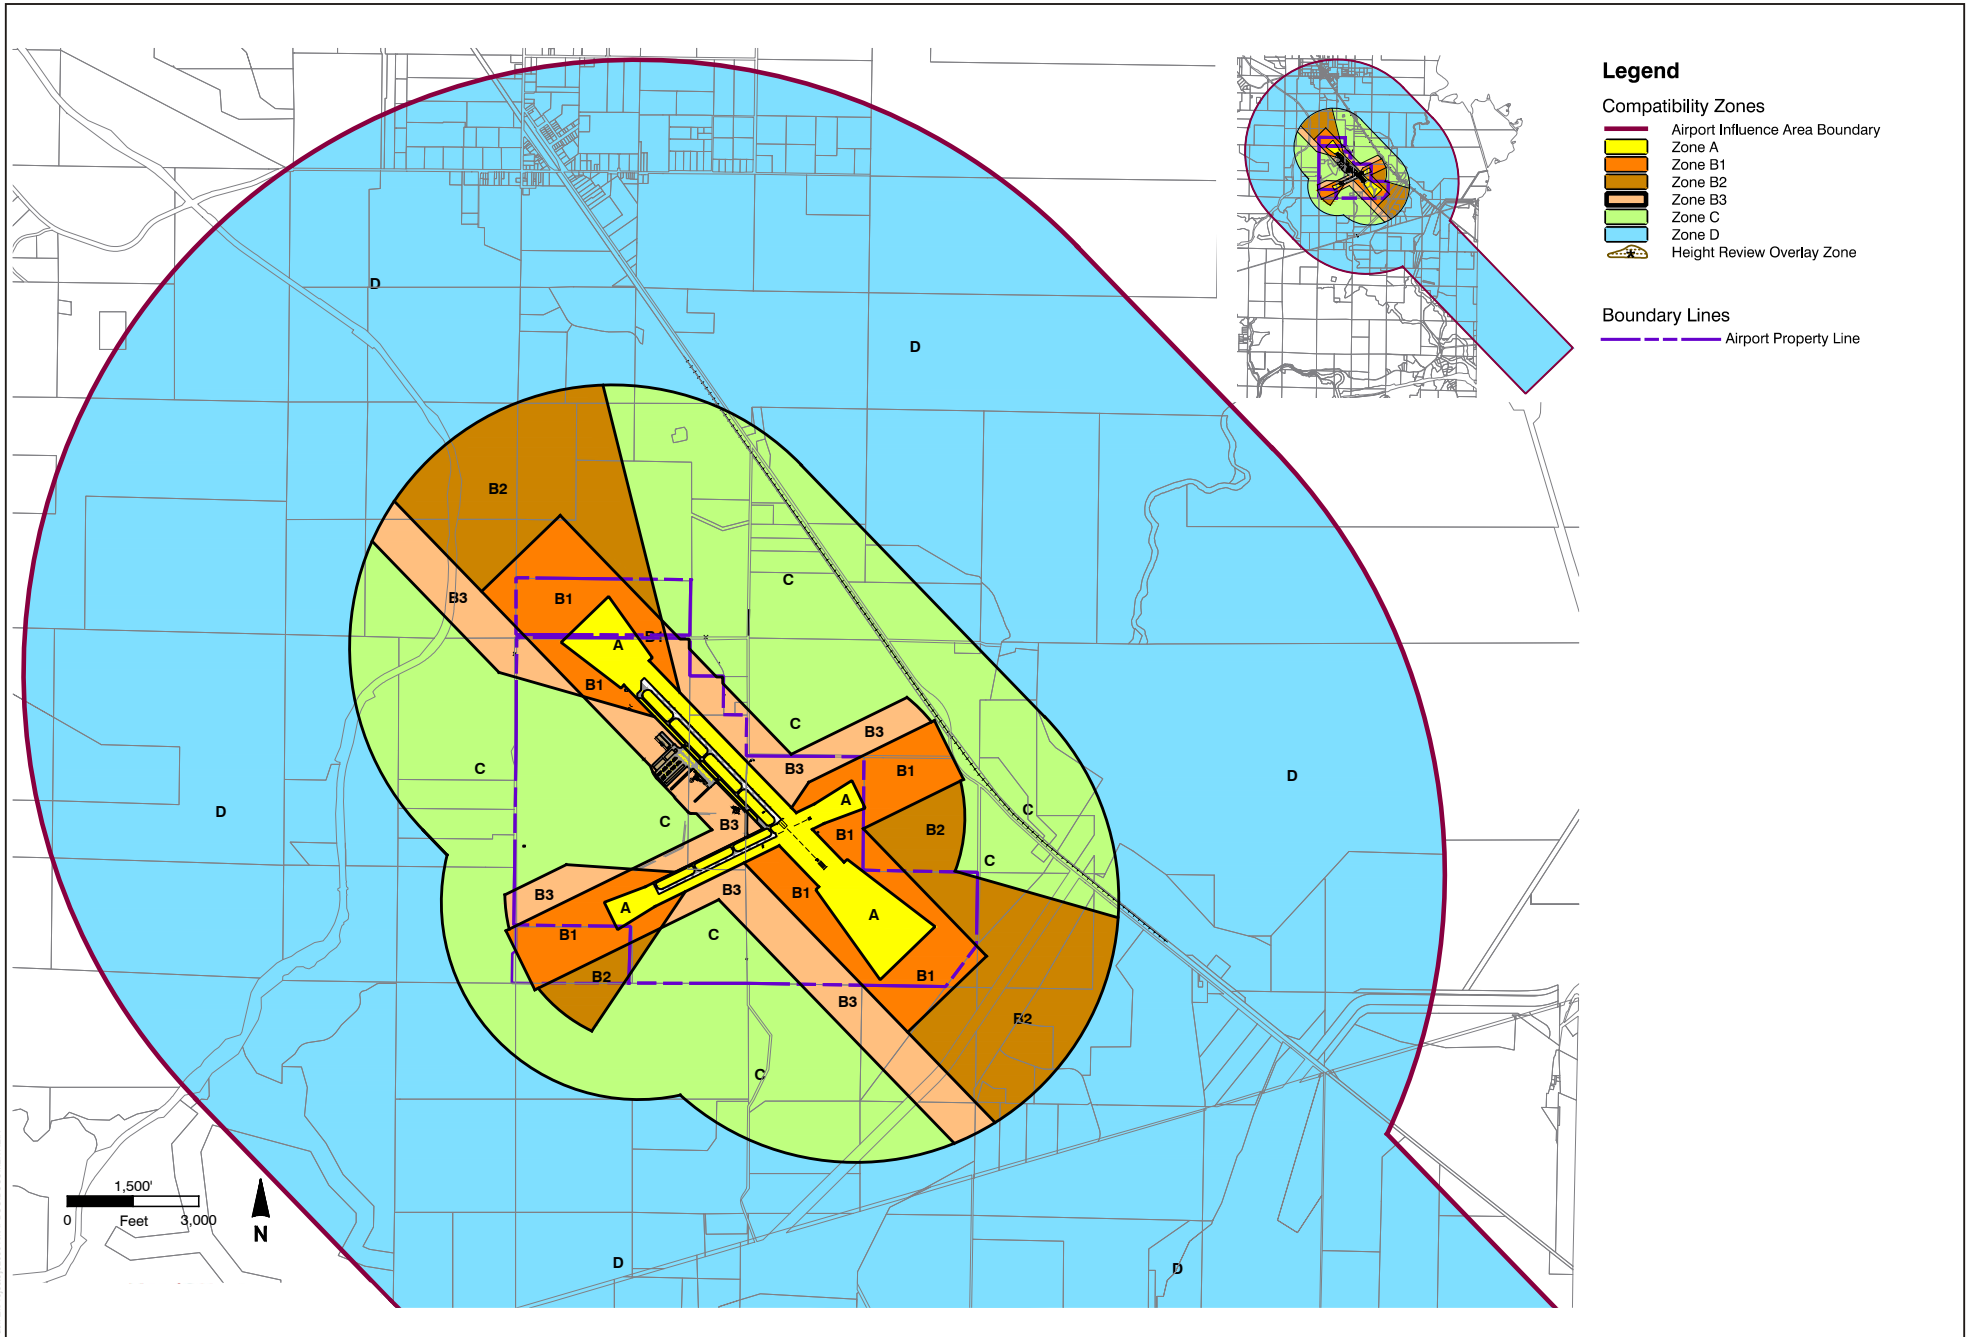 Legend
Compatibility Zones
Airport Influence Area Boundary
Zone A
Zone B1
Zone B2
Zone B3
Zone C
Zone D
Height Review Overlay Zone
Boundary Lines
Airport Property Line
D
D
B2
C
B3
B1
B1
A
B1
C
B3
C
B3
B1
D
A
D
C
C
C
B3
B1
B2
C
B3
B3
B1
A
A
B1
C
B2
B1
B3
B2
C
D
D
1,500'
0 Feet 3,000
N